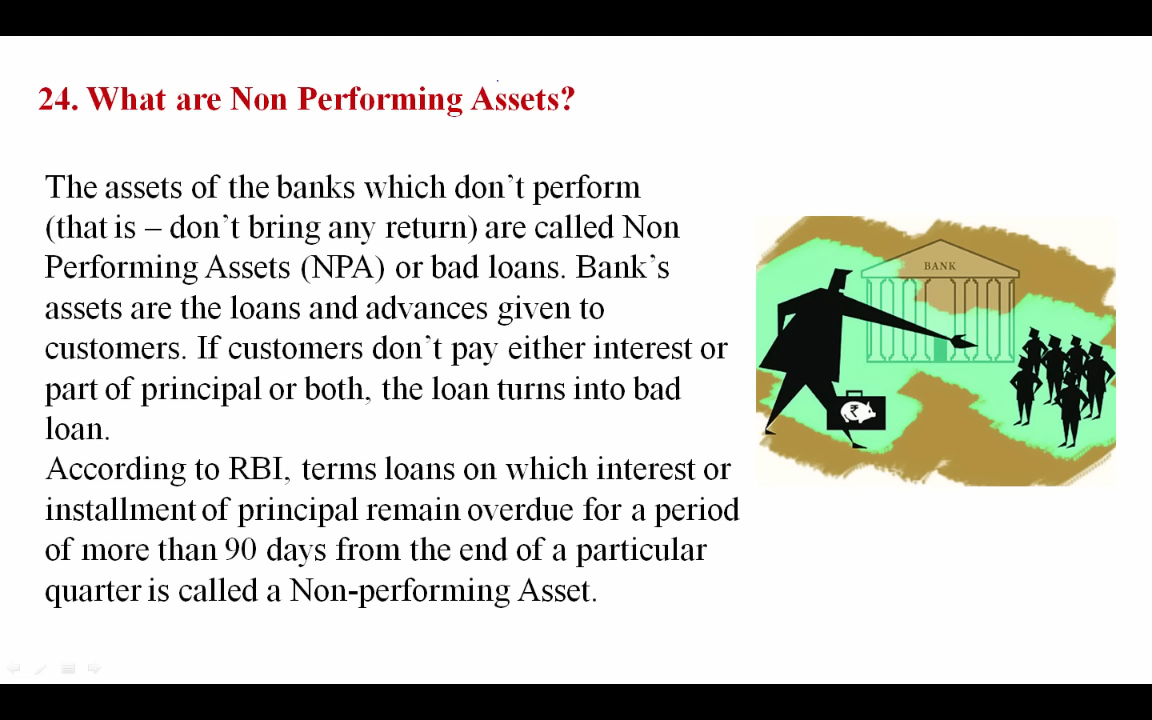 24. What are Non Performing Assets?
The assets of the banks which don't perform
(that is – don't bring any return) are called Non
Performing Assets (NPA) or bad loans. Bank's
assets are the loans and advances given to
customers. If customers don't pay either interest or
part of principal or both, the loan turns into bad
loan.
According to RBI, terms loans on which interest or
installment of principal remain overdue for a period
of more than 90 days from the end of a particular
quarter is called a Non-performing Asset.
BANK
₹